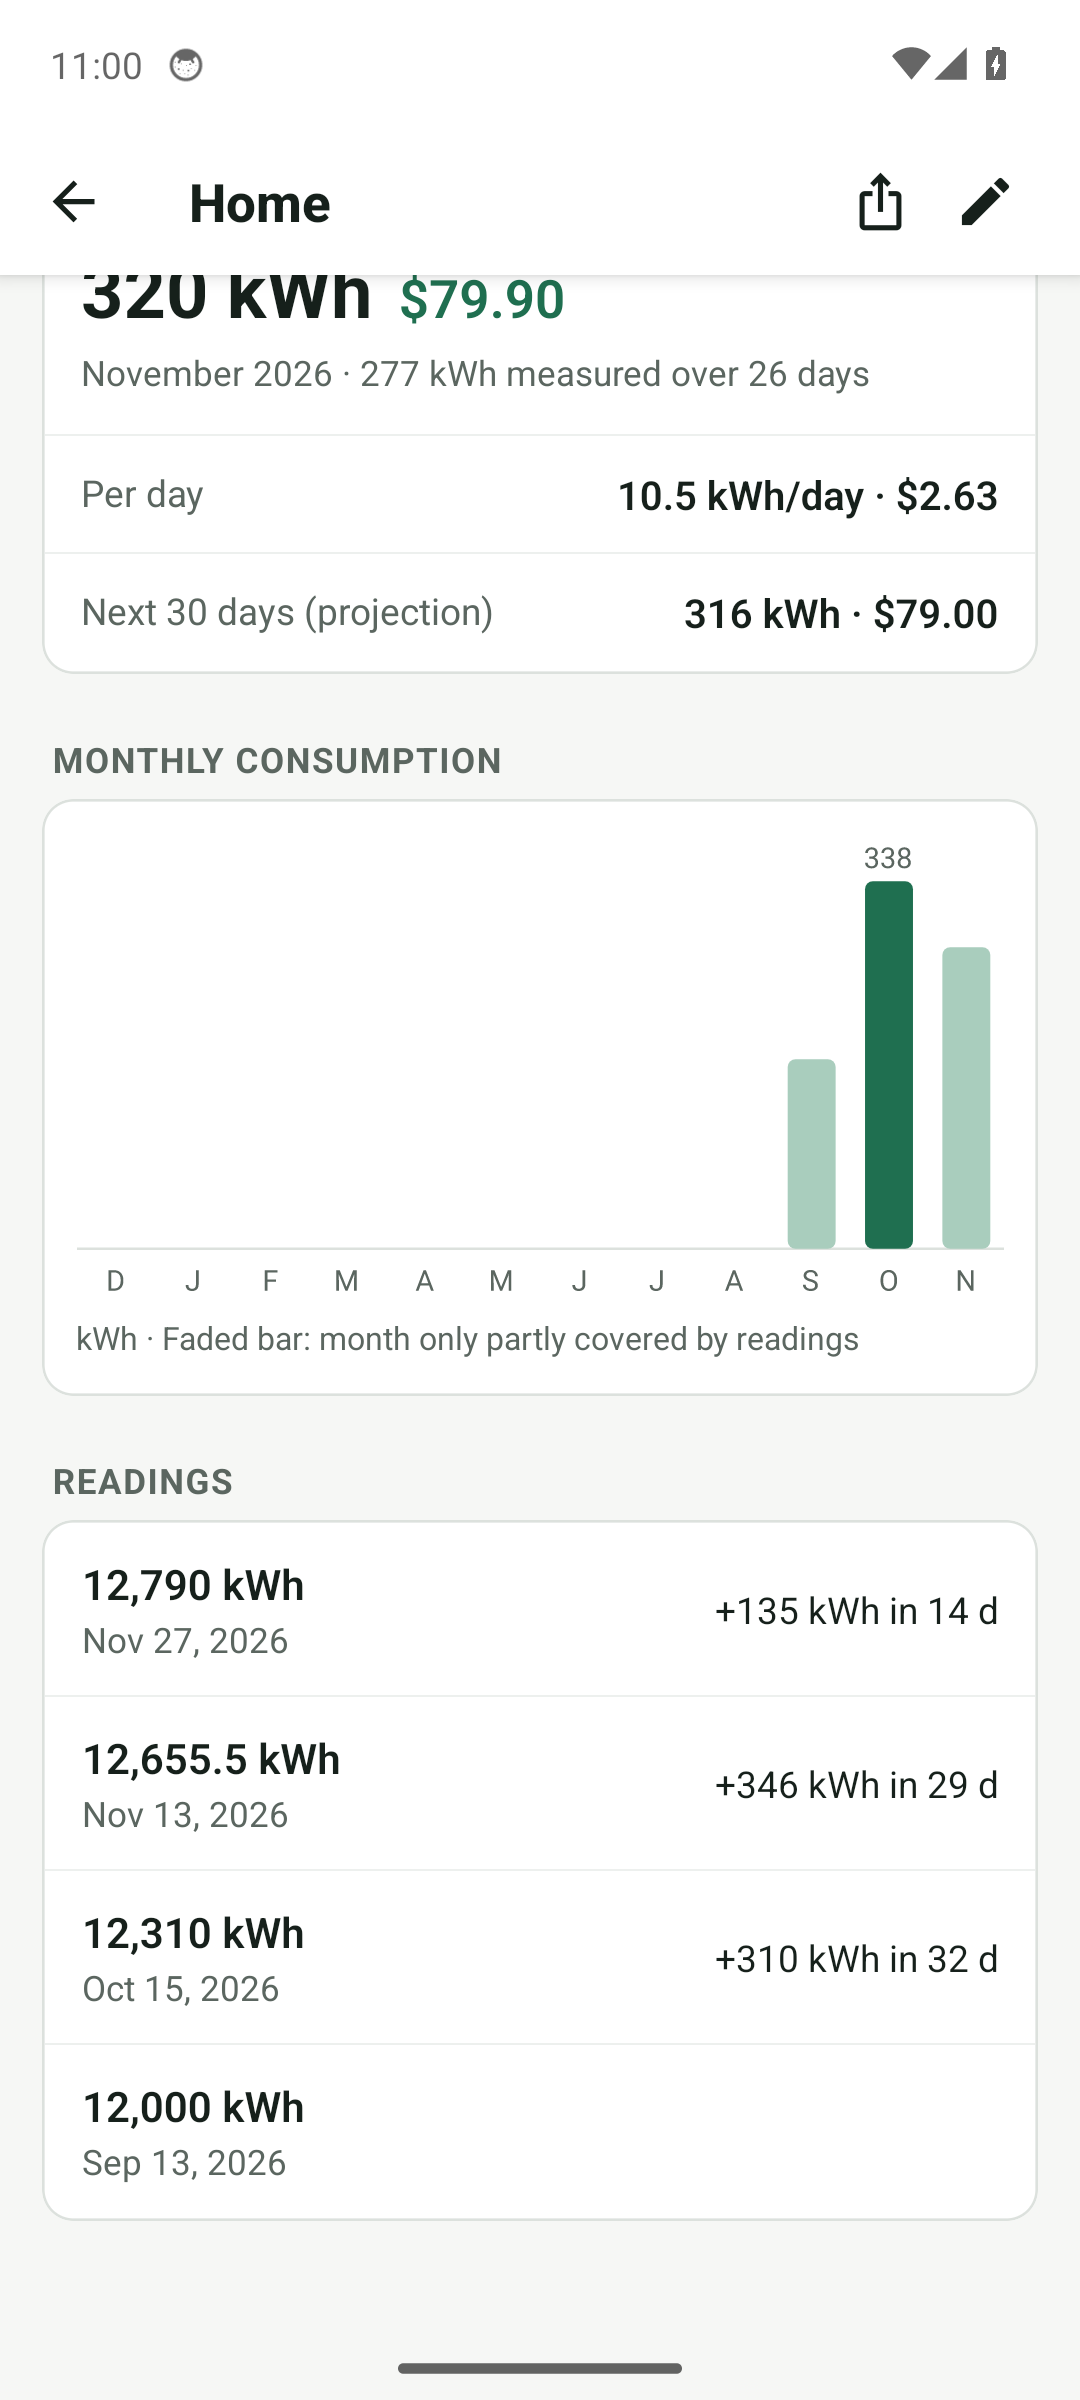 11:00
Home
320 kWh $79.90
November 2026 · 277 kWh measured over 26 days
Per day 10.5 kWh/day · $2.63
Next 30 days (projection) 316 kWh · $79.00
MONTHLY CONSUMPTION
338
D J F M A M J J A S O N
kWh · Faded bar: month only partly covered by readings
READINGS
12,790 kWh
Nov 27, 2026
+135 kWh in 14 d
12,655.5 kWh
Nov 13, 2026
+346 kWh in 29 d
12,310 kWh
Oct 15, 2026
+310 kWh in 32 d
12,000 kWh
Sep 13, 2026